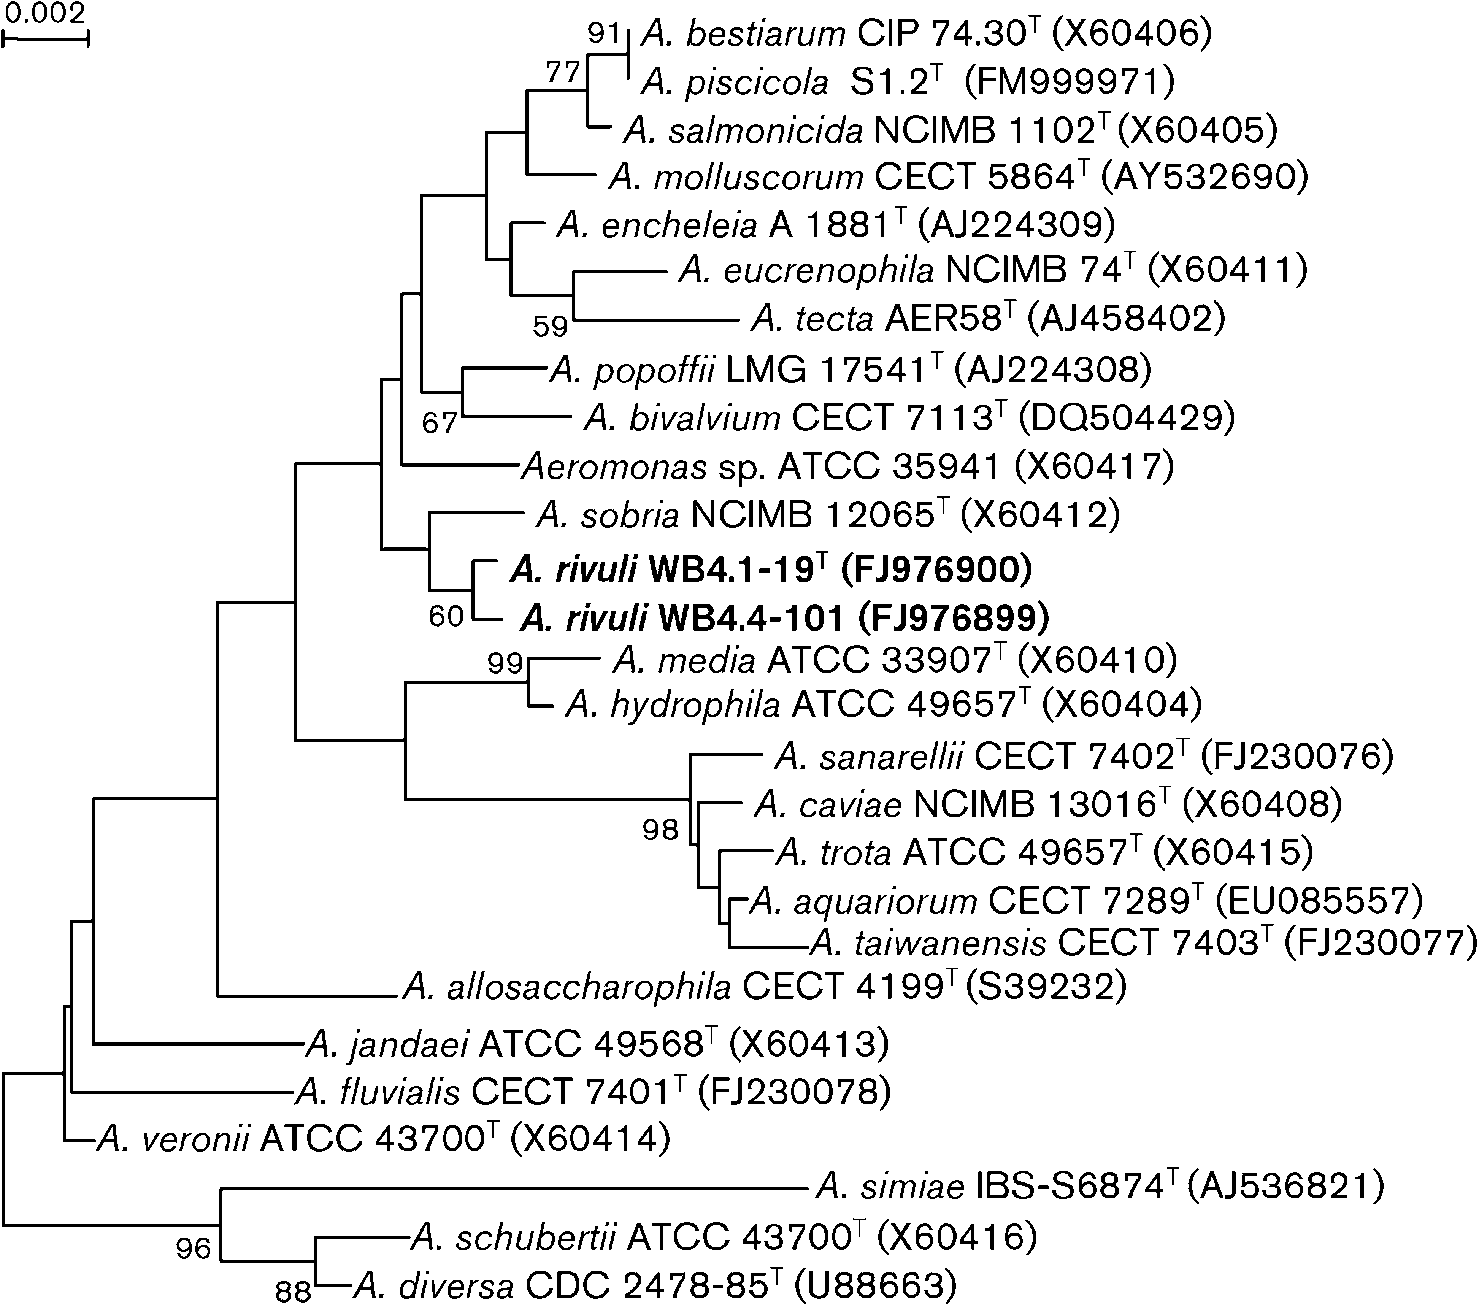 0.002
91 A. bestiarum CIP 74.30T (X60406)
77
A. piscicola S1.2T (FM999971)
A. salmonicida NCIMB 1102T (X60405)
A. molluscorum CECT 5864T (AY532690)
A. encheleia A 1881T (AJ224309)
A. eucrenophila NCIMB 74T (X60411)
A. tecta AER58T (AJ458402)
59
A. popoffii LMG 17541T (AJ224308)
A. bivalvium CECT 7113T (DQ504429)
67
Aeromonas sp. ATCC 35941 (X60417)
A. sobria NCIMB 12065T (X60412)
A. rivuli WB4.1-19T (FJ976900)
60 A. rivuli WB4.4-101 (FJ976899)
99 A. media ATCC 33907T (X60410)
A. hydrophila ATCC 49657T (X60404)
A. sanarellii CECT 7402T (FJ230076)
A. caviae NCIMB 13016T (X60408)
98
A. trota ATCC 49657T (X60415)
A. aquariorum CECT 7289T (EU085557)
A. taiwanensis CECT 7403T (FJ230077)
A. allosaccharophila CECT 4199T (S39232)
A. jandaei ATCC 49568T (X60413)
A. fluvialis CECT 7401T (FJ230078)
A. veronii ATCC 43700T (X60414)
A. simiae IBS-S6874T (AJ536821)
A. schubertii ATCC 43700T (X60416)
96
88 A. diversa CDC 2478-85T (U88663)